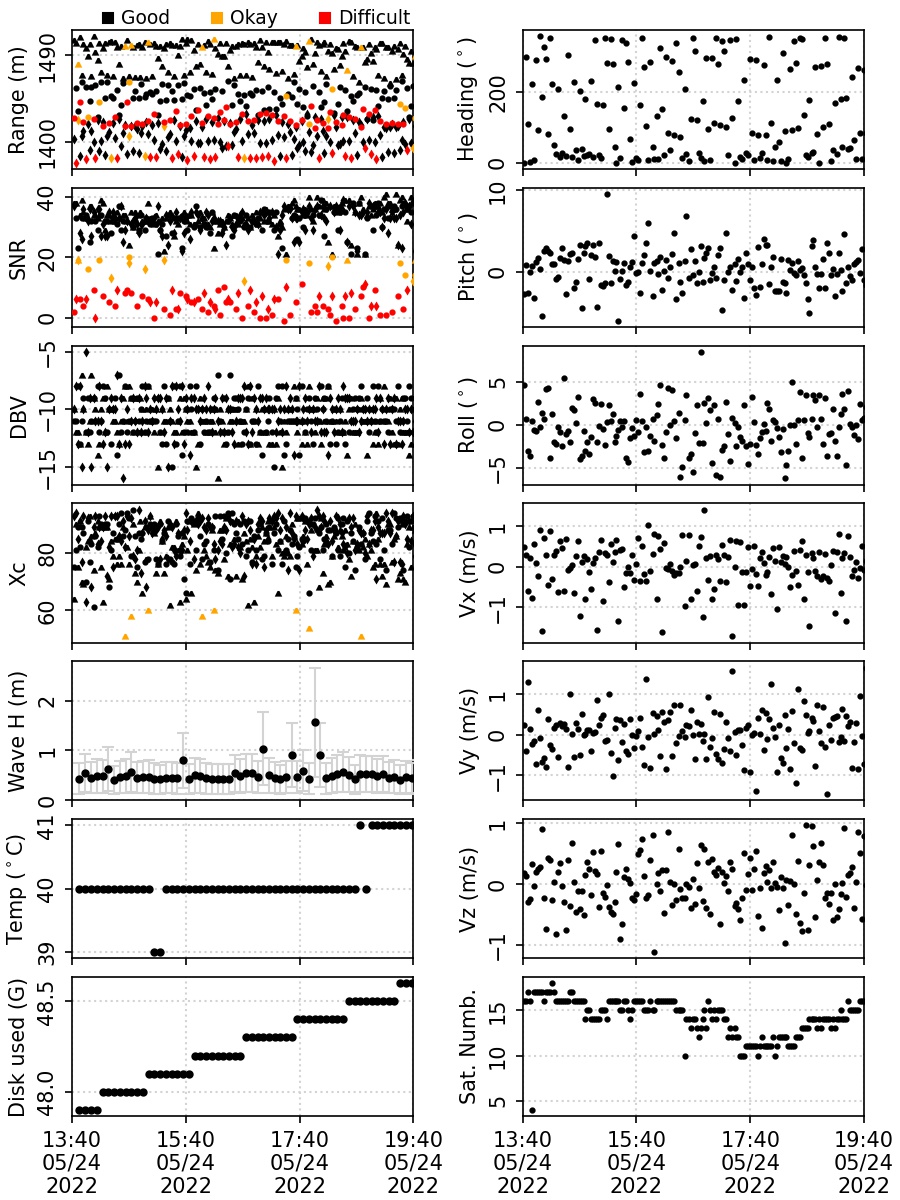 Good Okay Difficult
Range (m)
1490
1400
Heading (°)
200
0
SNR
40
20
0
Pitch (°)
10
0
DBV
−5
−10
−15
Roll (°)
5
0
−5
Xc
80
60
Vx (m/s)
1
0
−1
Wave H (m)
2
1
0
Vy (m/s)
1
0
−1
Temp (°C)
41
40
39
Vz (m/s)
1
0
−1
Disk used (G)
48.5
48.0
Sat. Numb.
15
10
5
13:40 15:40 17:40 19:40 13:40 15:40 17:40 19:40
05/24 05/24 05/24 05/24 05/24 05/24 05/24 05/24
2022 2022 2022 2022 2022 2022 2022 2022